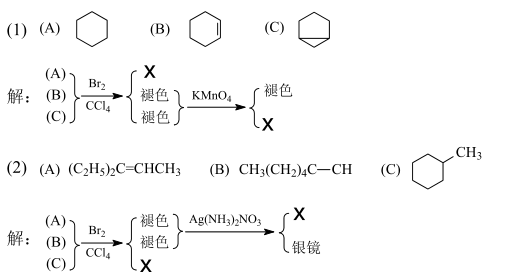 (1) (A) (B) (C)
解: (A) (B) (C) Br2 CCl4 X 褪色 褪色 KMnO4 褪色 X
(2) (A) (C2H5)2C=CHCH3 (B) CH3(CH2)4C—CH (C) CH3
解: (A) (B) (C) Br2 CCl4 褪色 褪色 X Ag(NH3)2NO3 X 银镜